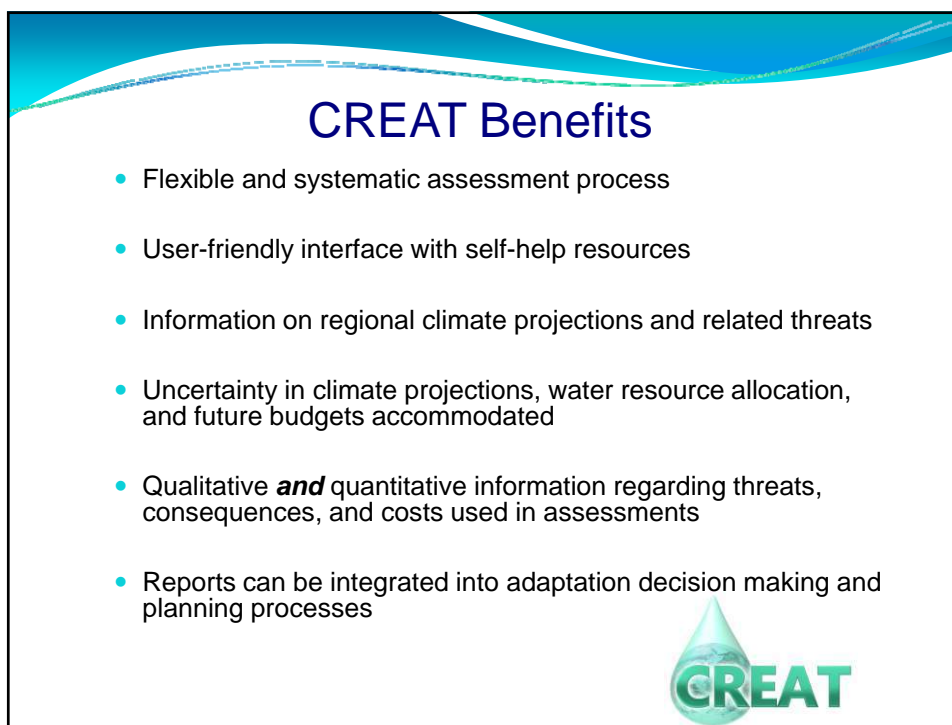 CREAT Benefits
• Flexible and systematic assessment process
• User-friendly interface with self-help resources
• Information on regional climate projections and related threats
• Uncertainty in climate projections, water resource allocation,
and future budgets accommodated
• Qualitative and quantitative information regarding threats,
consequences, and costs used in assessments
• Reports can be integrated into adaptation decision making and
planning processes
CREAT